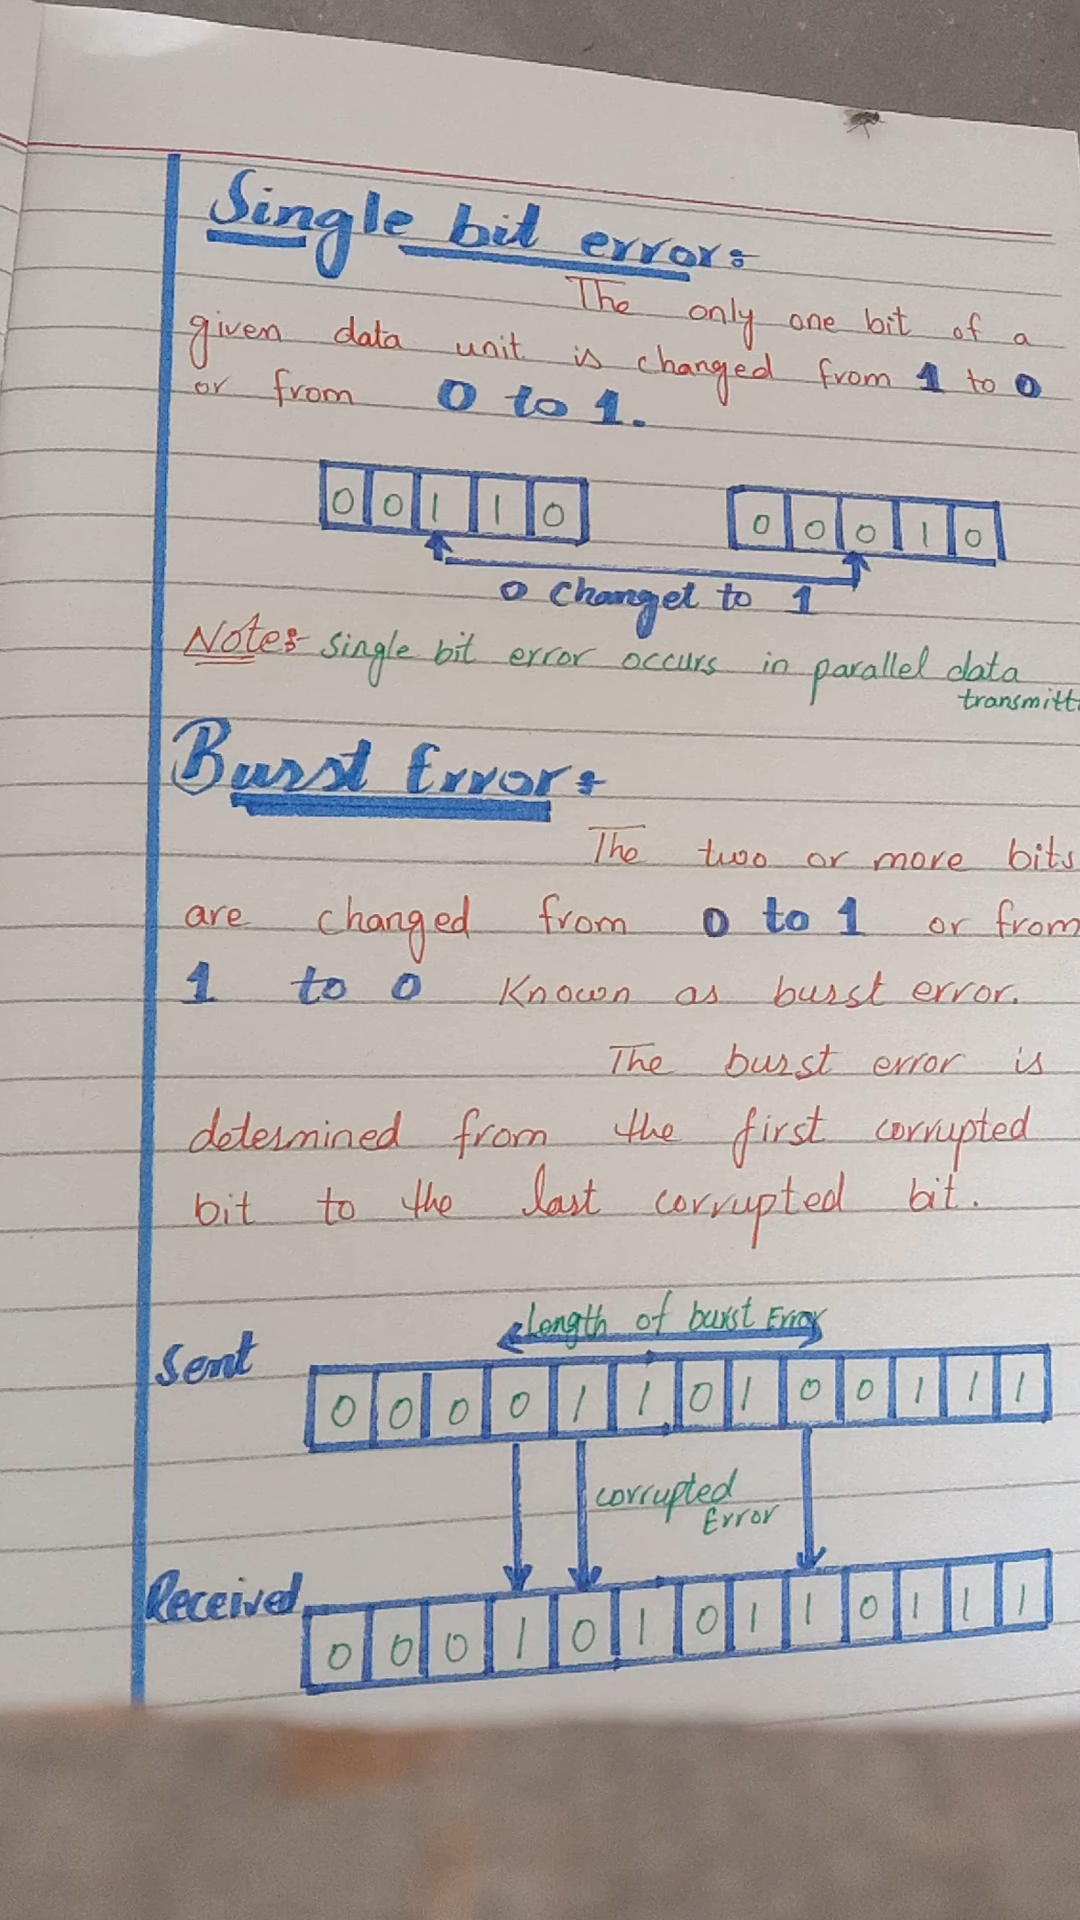 Single bit error:
The only one bit of a
given data unit is changed from 1 to 0
or from 0 to 1.
0 0 1 1 0 0 0 0 1 0
0 Changet to 1
Note:- Single bit error occurs in parallel data
transmitti
Burst Error:
The two or more bits
are changed from 0 to 1 or from
1 to 0 Known as burst error.
The burst error is
determined from the first corrupted
bit to the last corrupted bit.
Length of burst Error
Sent
0 0 0 0 1 1 0 1 0 0 1 1 1
corrupted
Error
Received
0 0 0 1 0 1 0 1 1 0 1 1 1